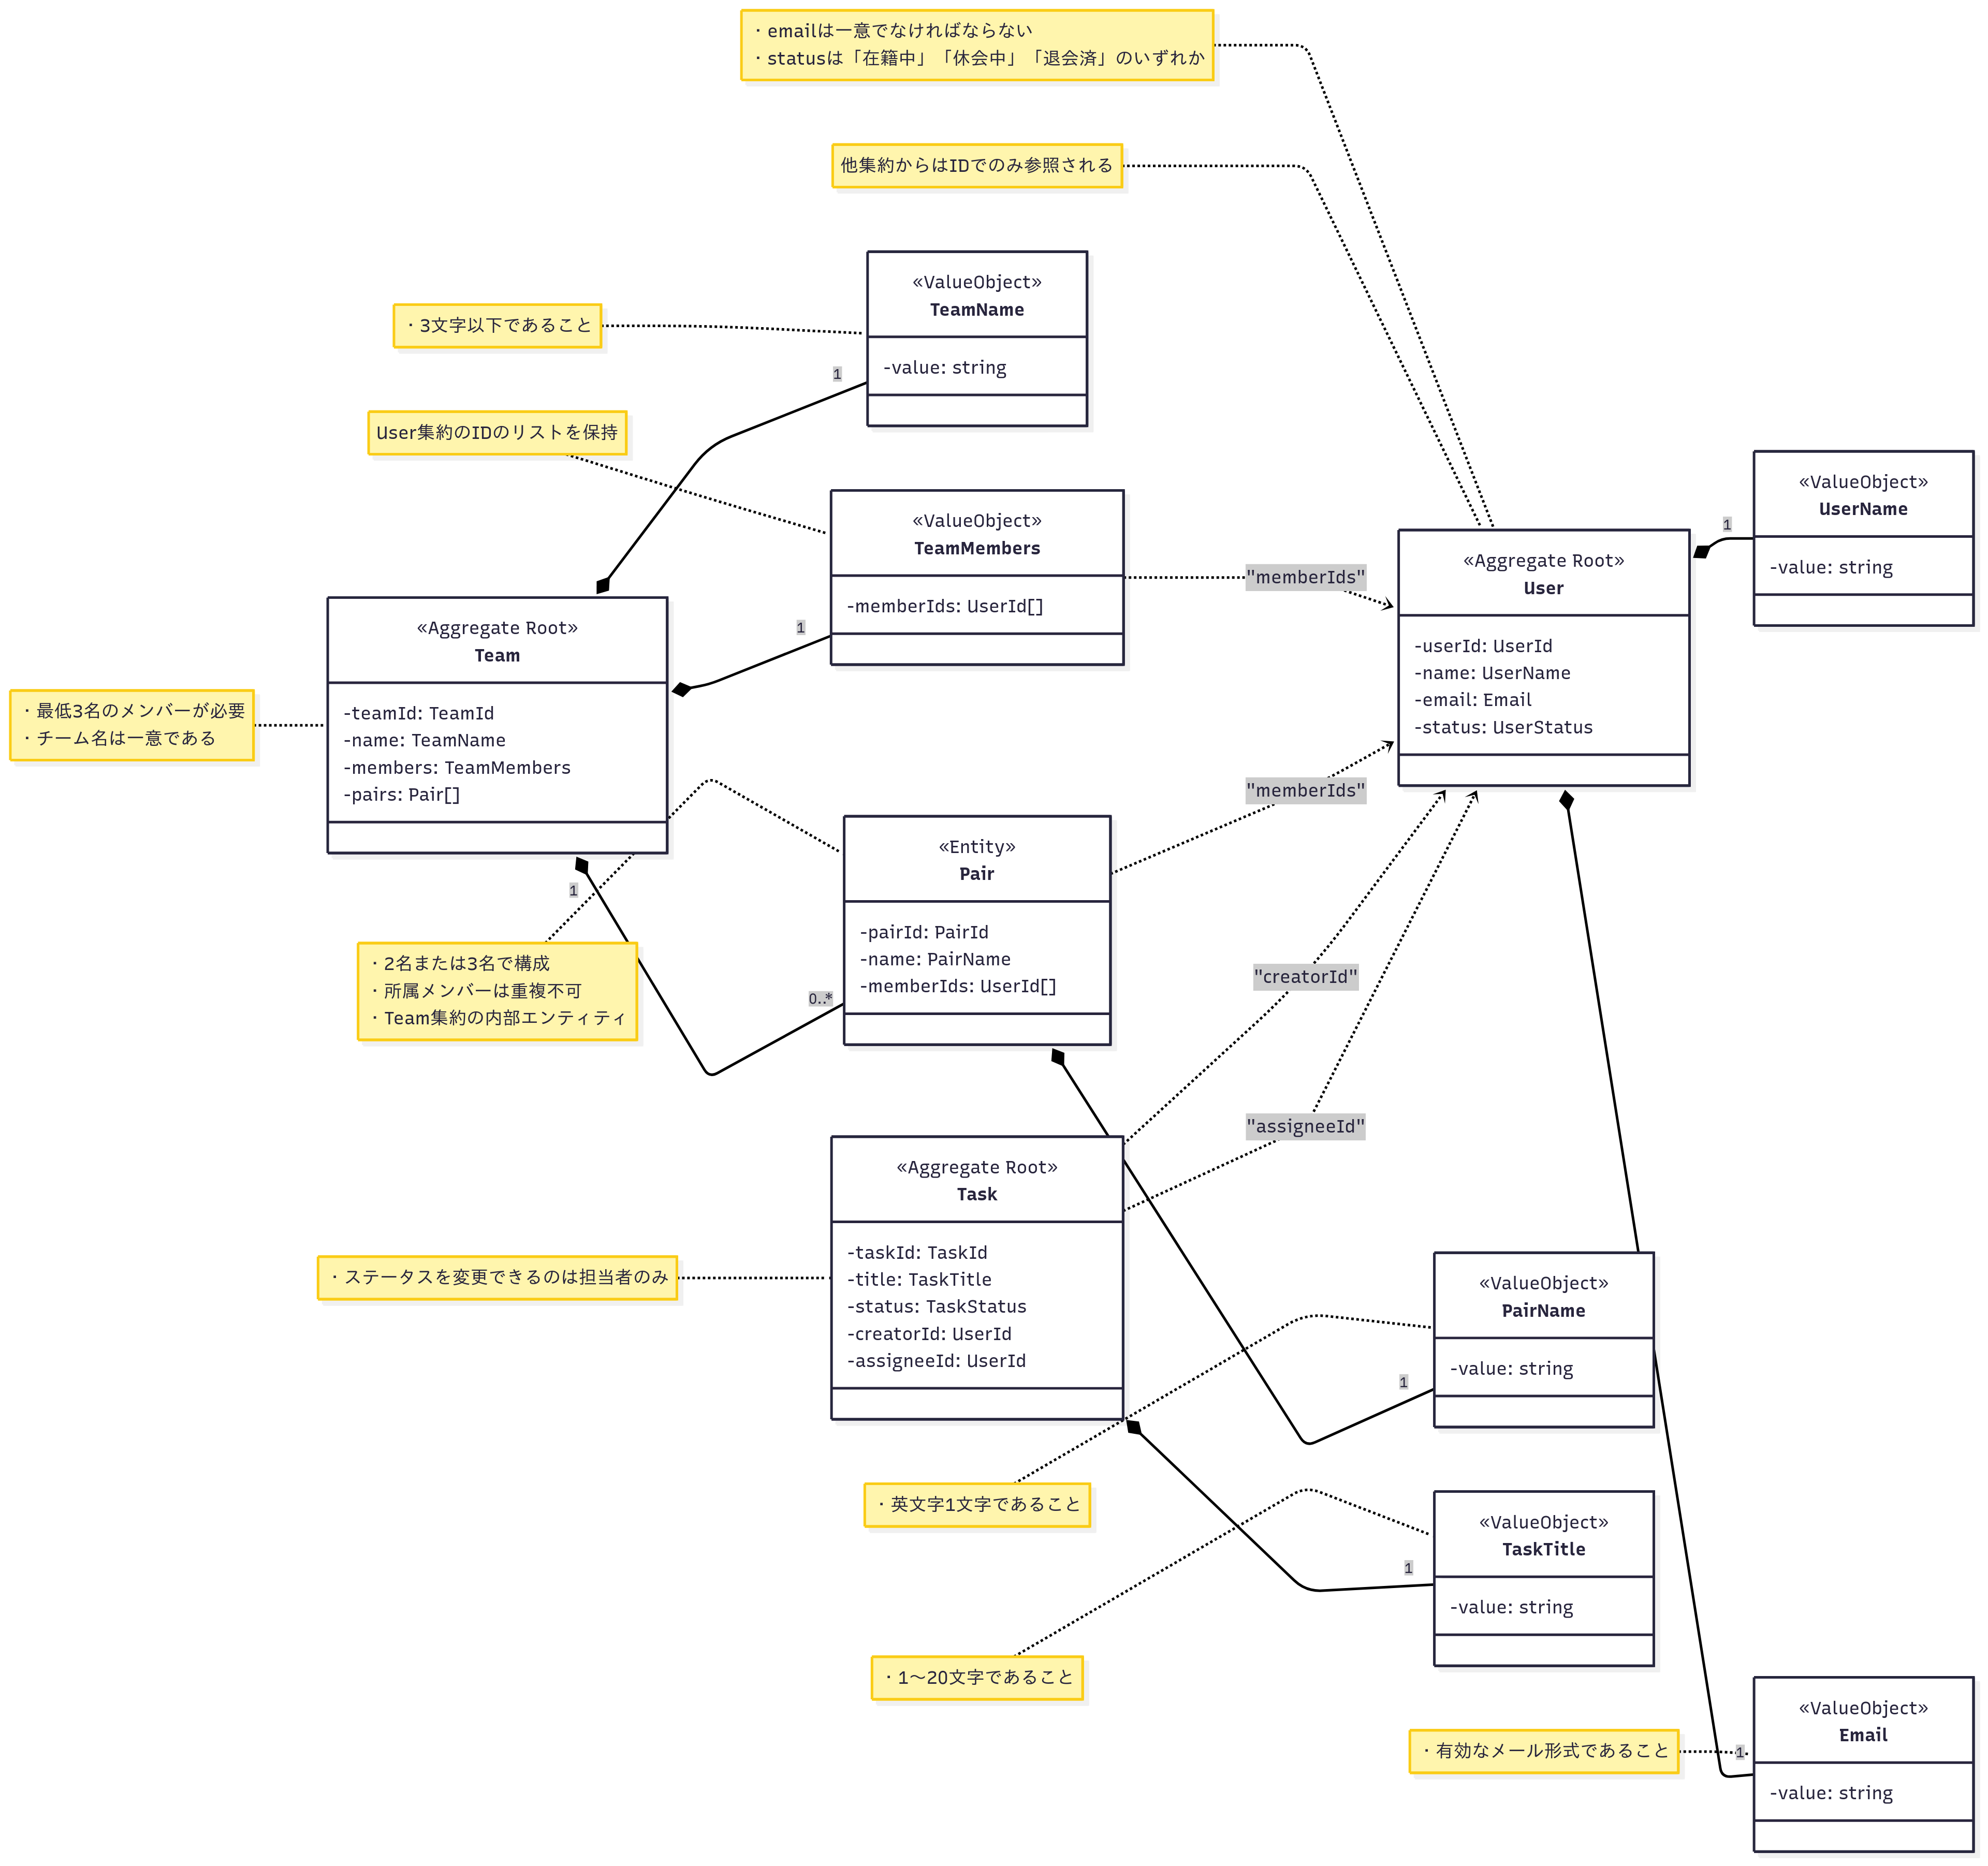 ・emailは一意でなければならない
・statusは「在籍中」「休会中」「退会済」のいずれか
他集約からはIDでのみ参照される
«ValueObject»
TeamName
-value: string
・3文字以下であること
1
User集約のIDのリストを保持
«ValueObject»
TeamMembers
-memberIds: UserId[]
1
"memberIds"
«Aggregate Root»
User
-userId: UserId
-name: UserName
-email: Email
-status: UserStatus
«ValueObject»
UserName
-value: string
1
«Aggregate Root»
Team
-teamId: TeamId
-name: TeamName
-members: TeamMembers
-pairs: Pair[]
・最低3名のメンバーが必要
・チーム名は一意である
"memberIds"
«Entity»
Pair
-pairId: PairId
-name: PairName
-memberIds: UserId[]
1
0..*
・2名または3名で構成
・所属メンバーは重複不可
・Team集約の内部エンティティ
"creatorId"
"assigneeId"
«Aggregate Root»
Task
-taskId: TaskId
-title: TaskTitle
-status: TaskStatus
-creatorId: UserId
-assigneeId: UserId
・ステータスを変更できるのは担当者のみ
«ValueObject»
PairName
-value: string
1
・英文字1文字であること
«ValueObject»
TaskTitle
-value: string
1
・1〜20文字であること
«ValueObject»
Email
-value: string
1
・有効なメール形式であること